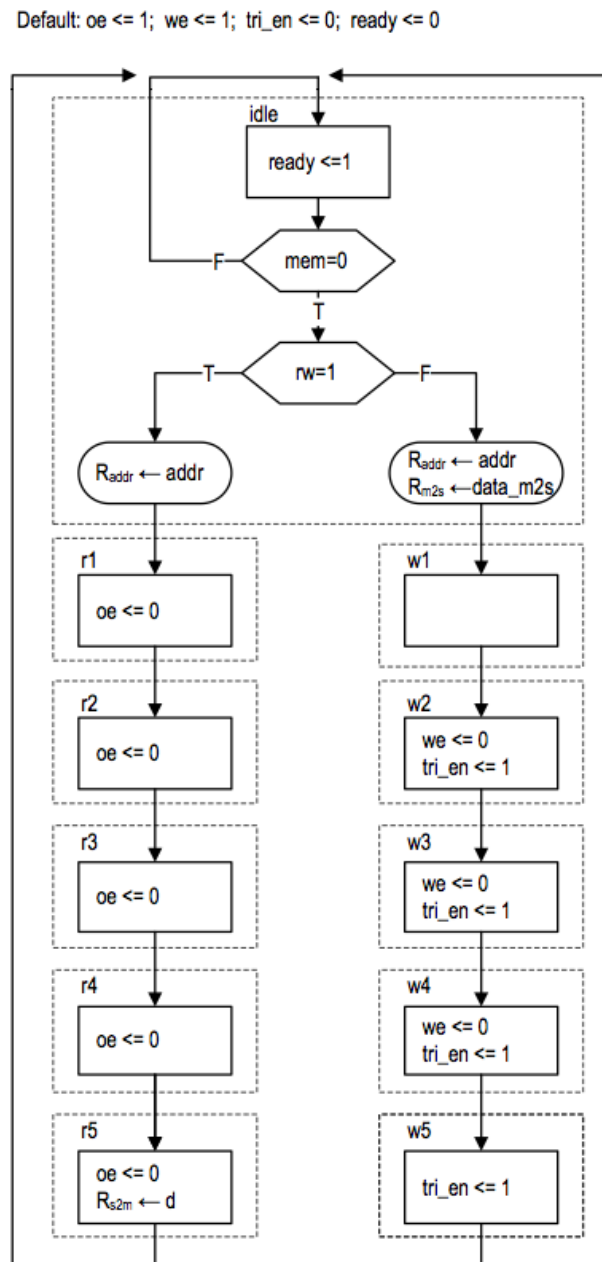 Default: oe <= 1; we <= 1; tri_en <= 0; ready <= 0
idle
ready <=1
F
mem=0
T
T
rw=1
F
Raddr ← addr
Raddr ← addr
Rm2s ←data_m2s
r1
oe <= 0
w1
r2
oe <= 0
w2
we <= 0
tri_en <= 1
r3
oe <= 0
w3
we <= 0
tri_en <= 1
r4
oe <= 0
w4
we <= 0
tri_en <= 1
r5
oe <= 0
Rs2m ← d
w5
tri_en <= 1